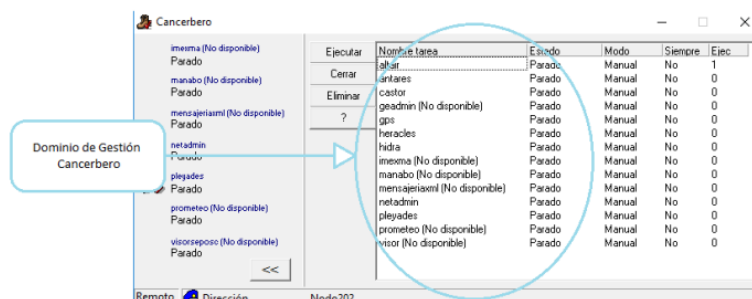 Cancerbero
imexma (No disponible)
Parado
manabo (No disponible)
Parado
mensajeriaxml (No disponible)
Parado
netadmin
Parado
pleyades
Parado
prometeo (No disponible)
Parado
visorseposc (No disponible)
Parado
<<
Dominio de Gestión
Cancerbero
Ejecutar
Cerrar
Eliminar
?
Nombre tarea Estado Modo Siempre Ejec
altair Parado Manual No 1
antares Parado Manual No 0
castor Parado Manual No 0
geadmin (No disponible) Parado Manual No 0
gps Parado Manual No 0
heracles Parado Manual No 0
hidra Parado Manual No 0
imexma (No disponible) Parado Manual No 0
manabo (No disponible) Parado Manual No 0
mensajeriaxml (No disponible) Parado Manual No 0
netadmin Parado Manual No 0
pleyades Parado Manual No 0
prometeo (No disponible) Parado Manual No 0
visor (No disponible) Parado Manual No 0
Remoto Dirección Nodo202